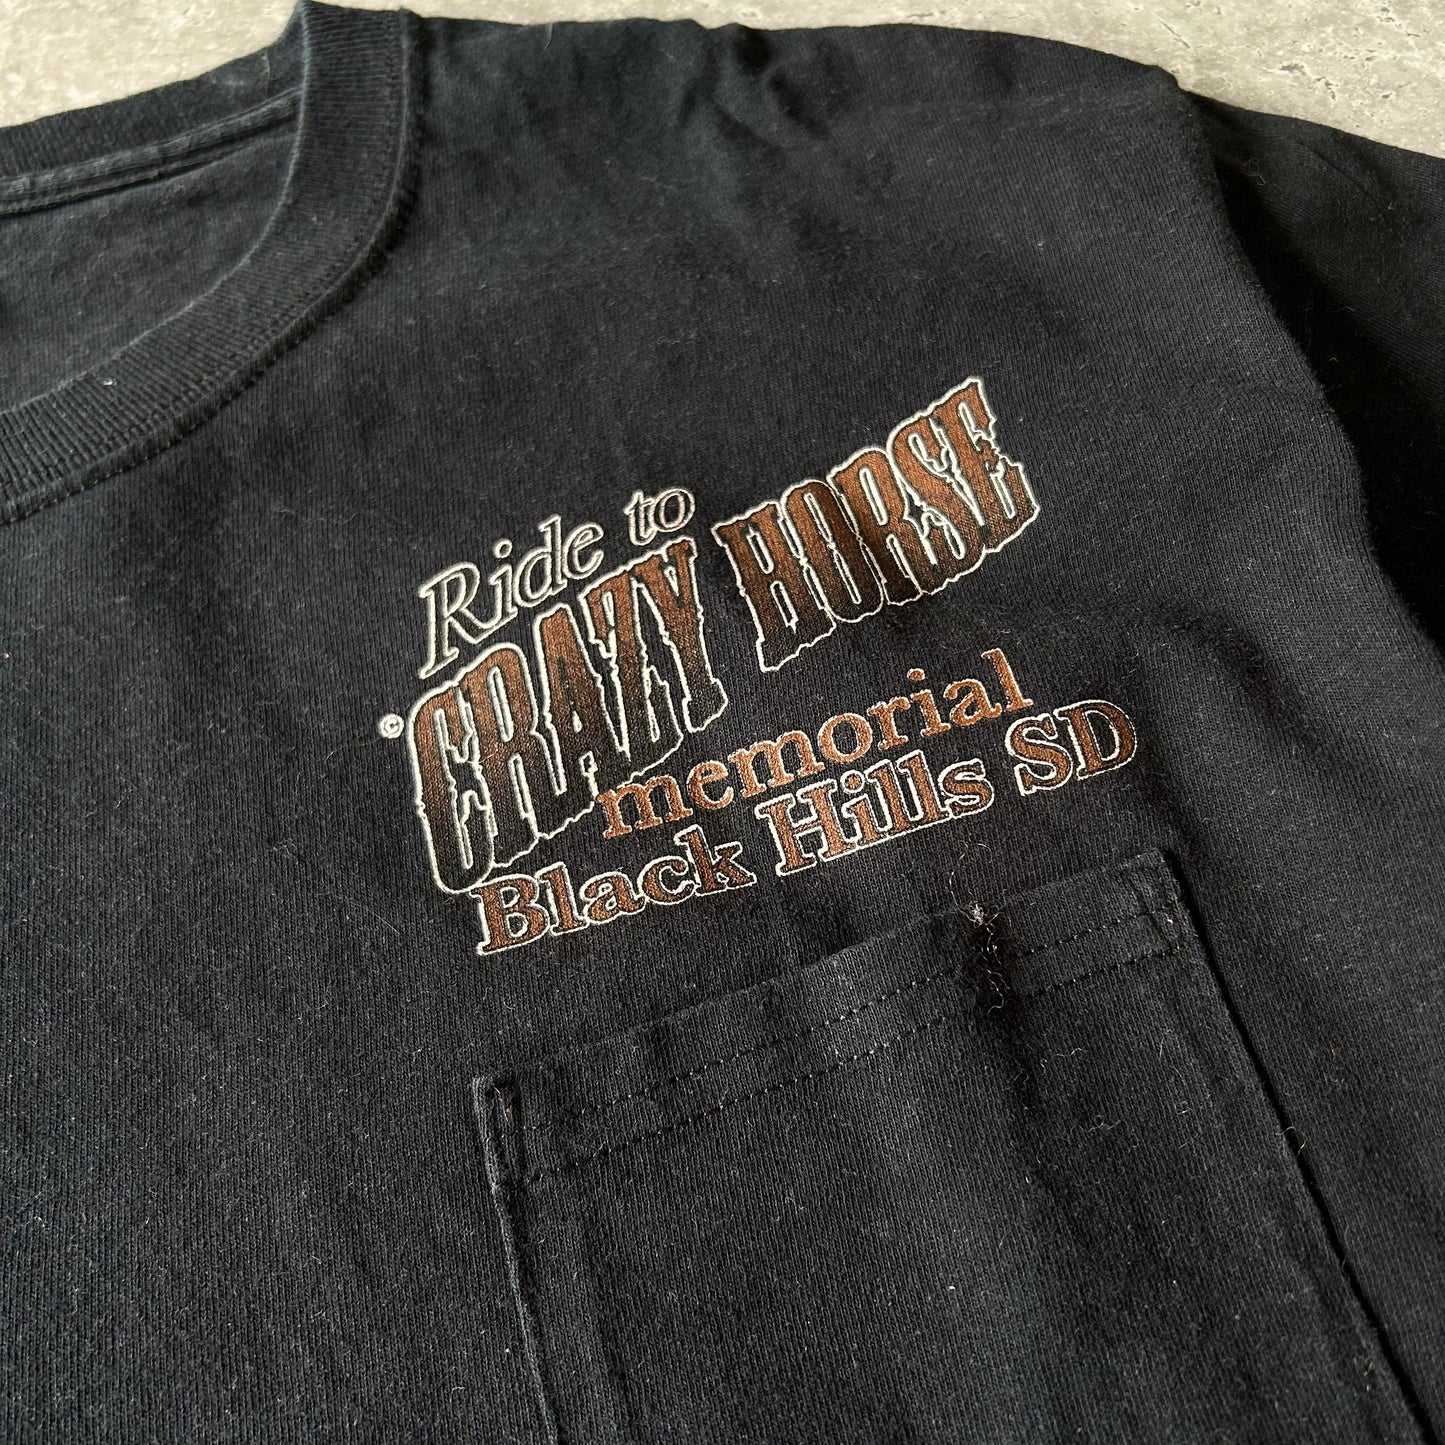 Ride to
© CRAZY HORSE
memorial
Black Hills SD